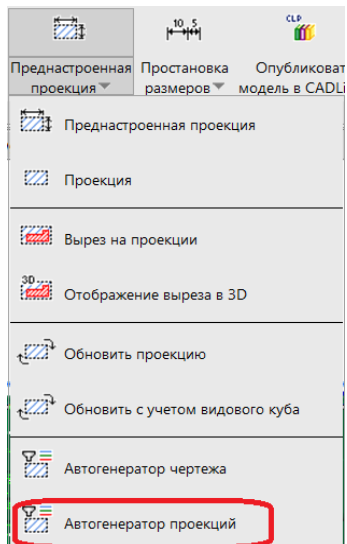 10 5
CLP
Преднастроенная Простановка Опубликоват
проекция размеров модель в CADLi
Преднастроенная проекция
Проекция
Вырез на проекции
3D
Отображение выреза в 3D
Обновить проекцию
Обновить с учетом видового куба
Автогенератор чертежа
Автогенератор проекций